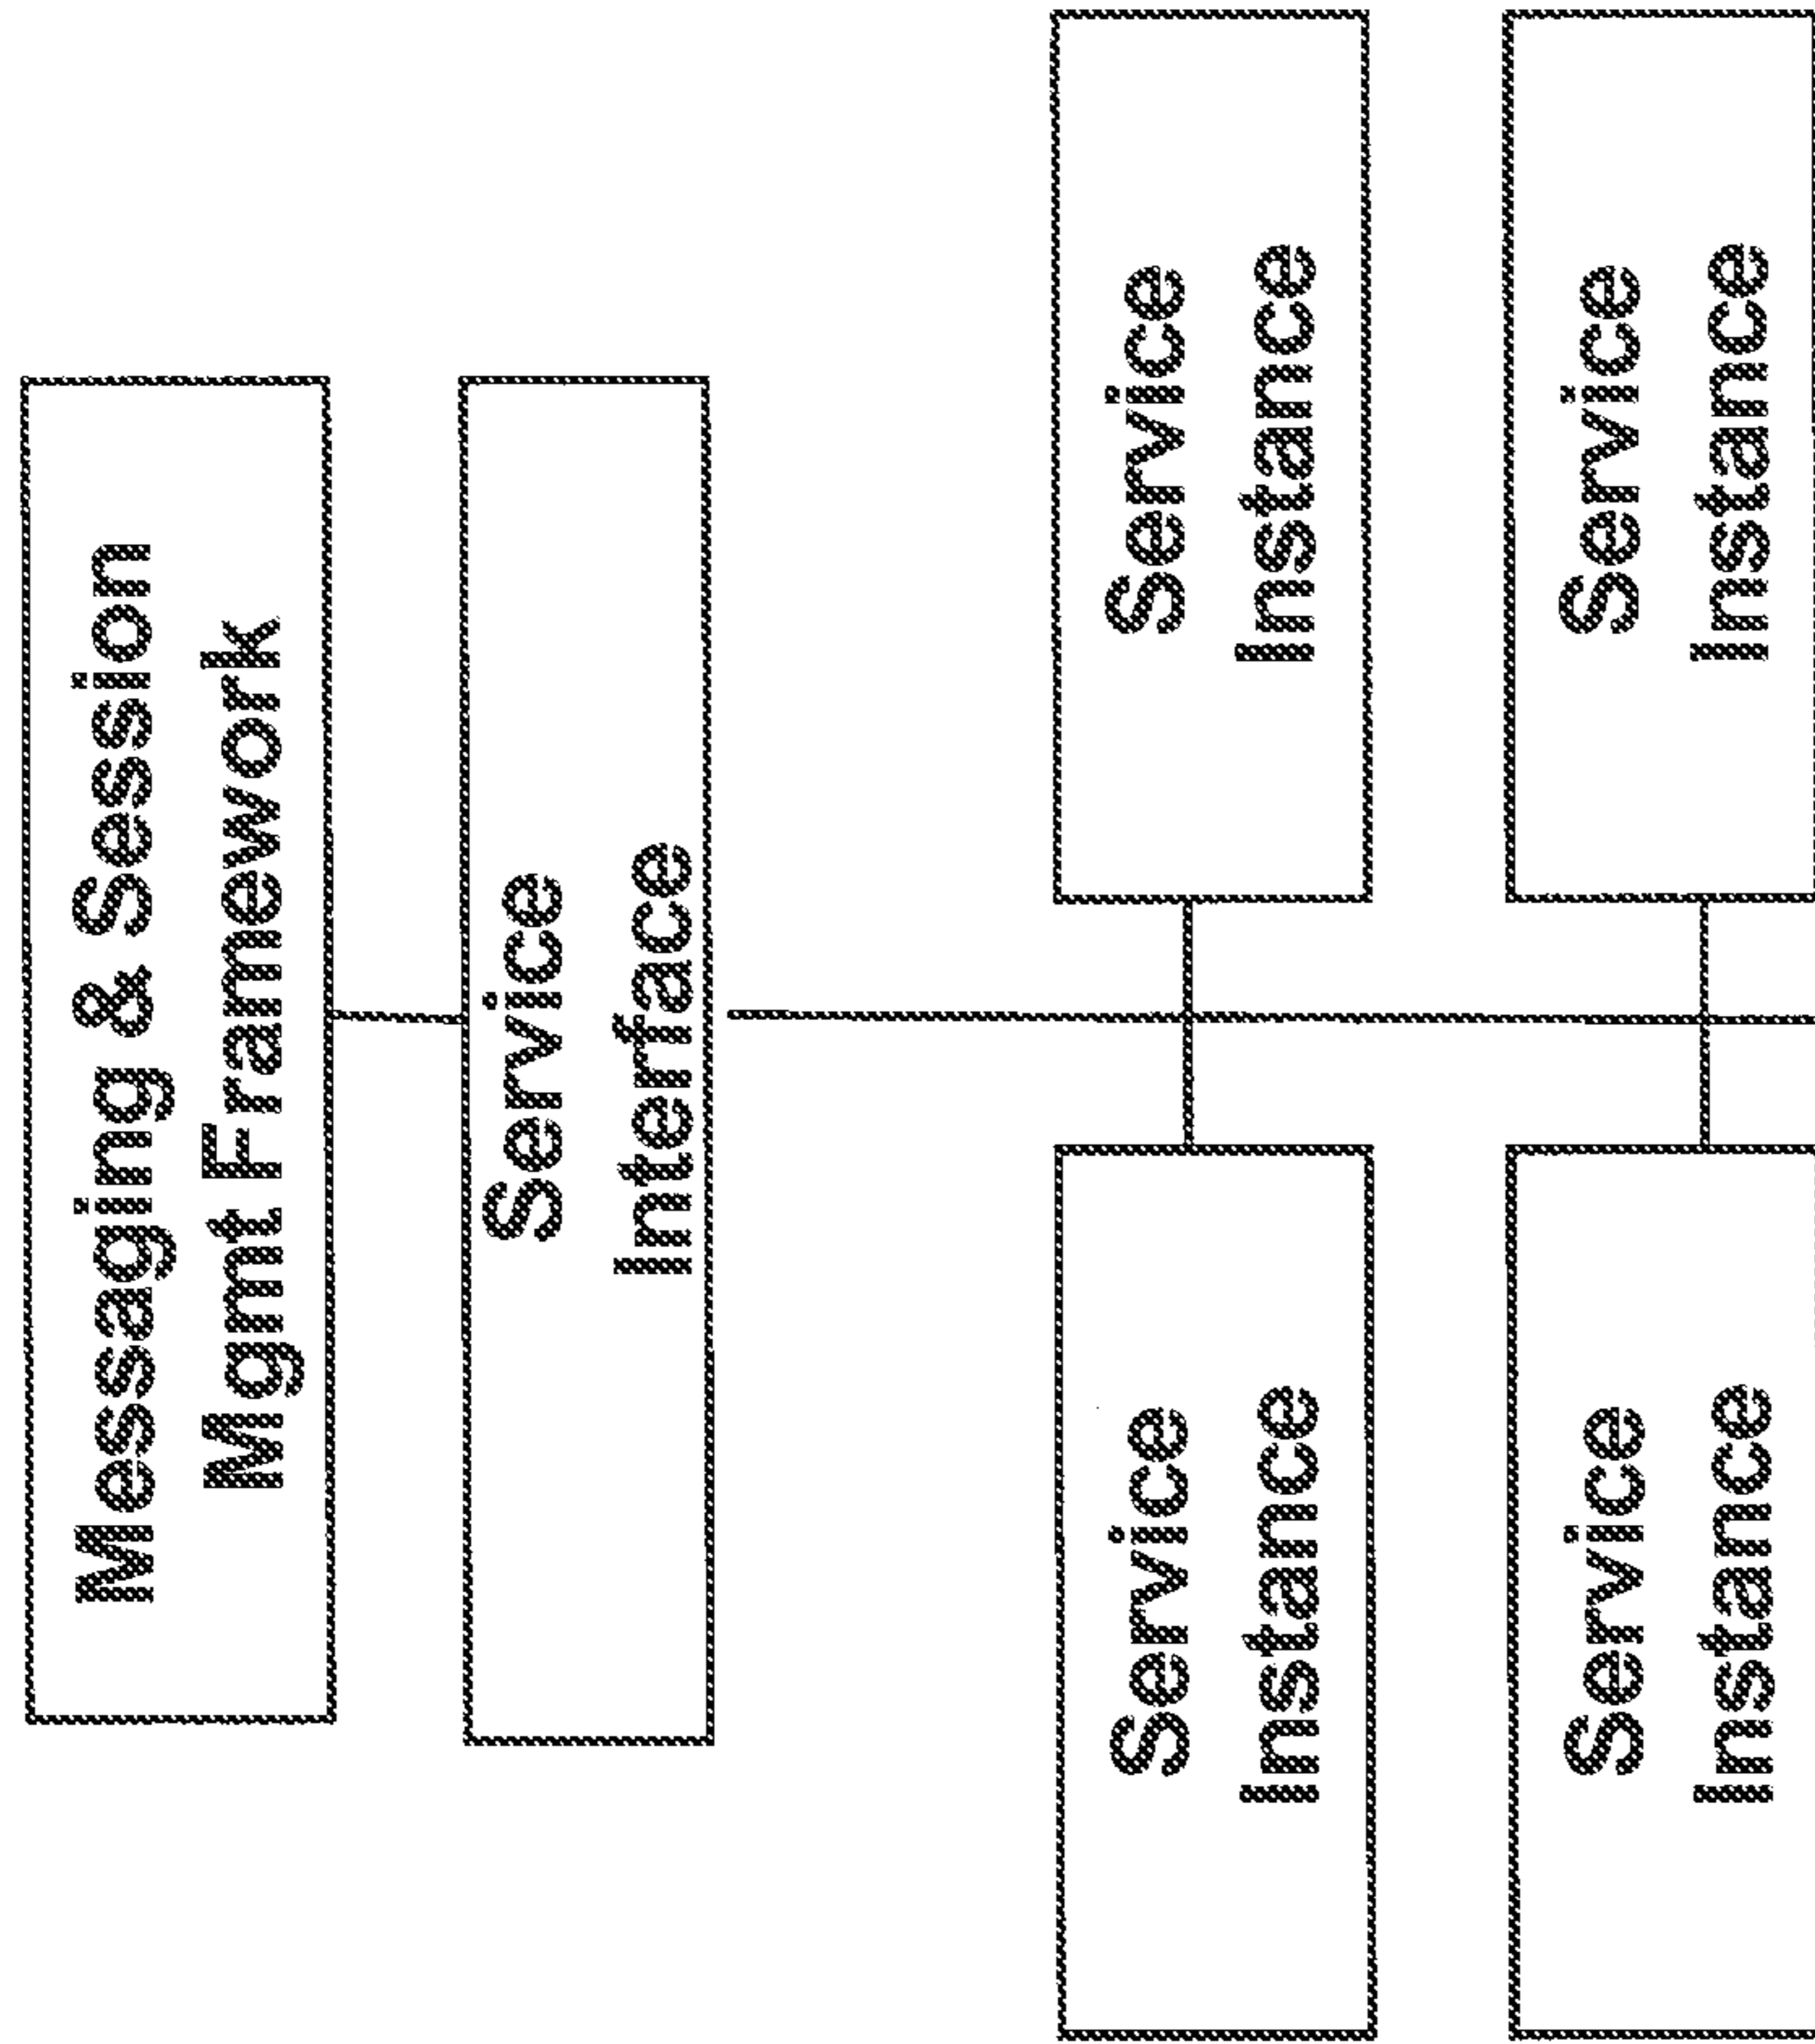 Messaging & Session
Mgmt Framework
Service
Interface
Service
Instance
Service
Instance
Service
Instance
Service
Instance